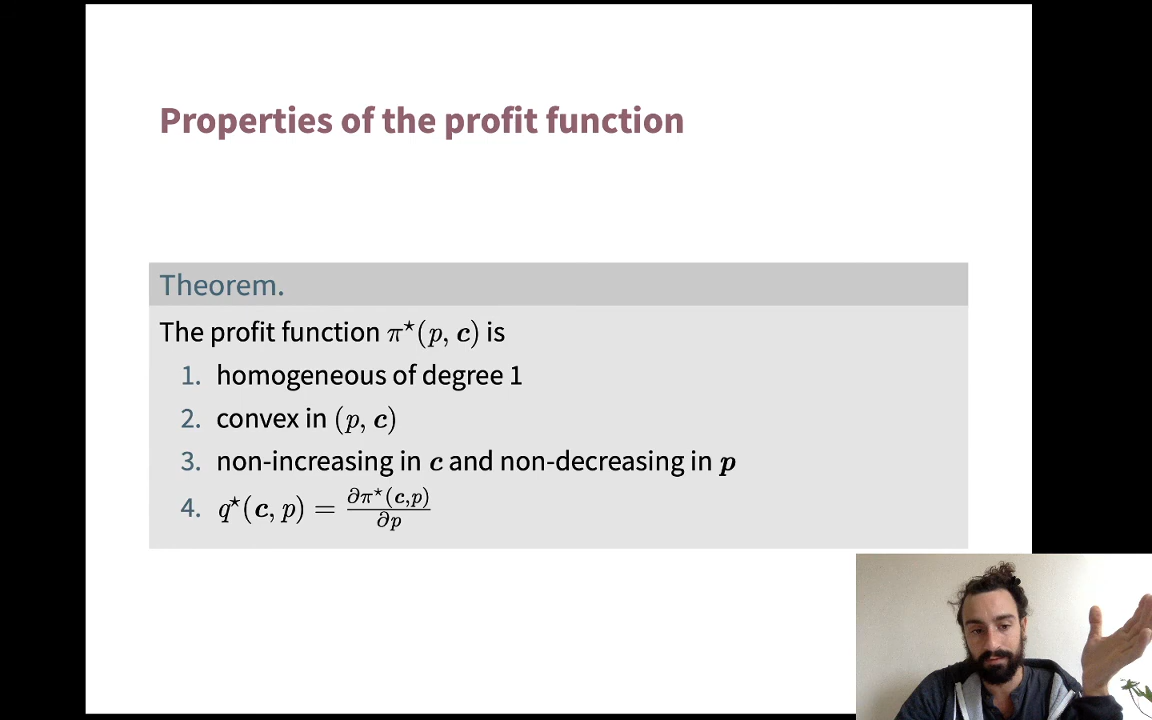 Properties of the profit function
Theorem.
The profit function π⋆(p, c) is
1. homogeneous of degree 1
2. convex in (p, c)
3. non-increasing in c and non-decreasing in p
4. q⋆(c, p) = ∂π⋆(c,p)/∂p